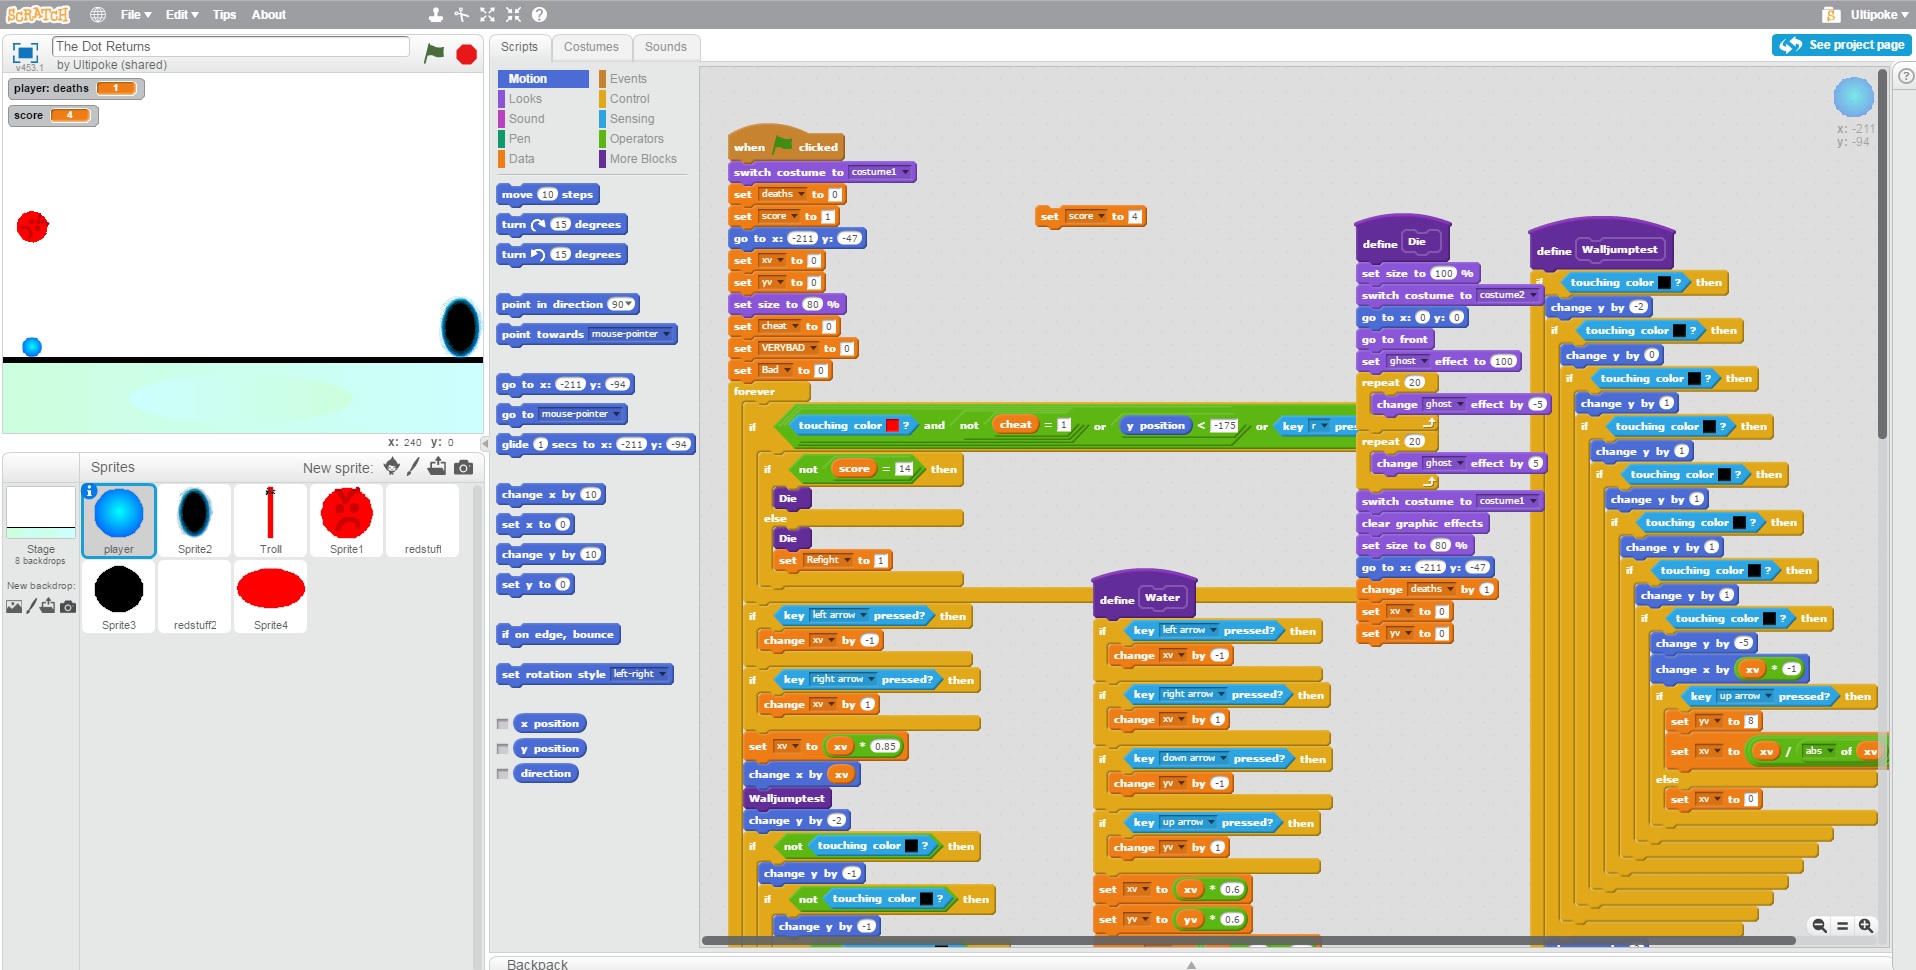 SCRATCH File Edit Tips About Ultipoke
The Dot Returns
by Ultipoke (shared)
v453.1
player: deaths 1
score 4
x: 240 y: 0
Sprites New sprite:
player Sprite2 Troll Sprite1 redstuff
Sprite3 redstuff2 Sprite4
Stage
8 backdrops
New backdrop:
Scripts Costumes Sounds
See project page
Motion Events
Looks Control
Sound Sensing
Pen Operators
Data More Blocks
move 10 steps
turn 15 degrees
turn 15 degrees
point in direction 90
point towards mouse-pointer
go to x: -211 y: -94
go to mouse-pointer
glide 1 secs to x: -211 y: -94
change x by 10
set x to 0
change y by 10
set y to 0
if on edge, bounce
set rotation style left-right
x position
y position
direction
when clicked
switch costume to costume1
set deaths to 0
set score to 1
go to x: -211 y: -47
set xv to 0
set yv to 0
set size to 80 %
set cheat to 0
set VERYBAD to 0
set Bad to 0
forever
if touching color ? and not cheat = 1 or y position < -175 or key r
if not score = 14 then
Die
else
Die
set Refight to 1
if key left arrow pressed? then
change xv by -1
if key right arrow pressed? then
change xv by 1
set xv to xv * 0.85
change x by xv
Walljumptest
change y by -2
if not touching color ? then
change y by -1
if not touching color ? then
change y by -1
set score to 4
define Water
if key left arrow pressed? then
change xv by -1
if key right arrow pressed? then
change xv by 1
if key down arrow pressed? then
change yv by -1
if key up arrow pressed? then
change yv by 1
set xv to xv * 0.6
set yv to yv * 0.6
define Die
set size to 100 %
switch costume to costume2
go to x: 0 y: 0
go to front
set ghost effect to 100
repeat 20
change ghost effect by -5
repeat 20
change ghost effect by 5
switch costume to costume1
clear graphic effects
set size to 80 %
go to x: -211 y: -47
change deaths by 1
set xv to 0
set yv to 0
define Walljumptest
touching color ? then
change y by -2
if touching color ? then
change y by 0
if touching color ? then
change y by 1
if touching color ? then
change y by 1
if touching color ? then
change y by 1
if touching color ? then
change y by 1
if touching color ? then
change y by 1
if touching color ? then
change y by -5
change x by xv * -1
if key up arrow pressed? then
set yv to 8
set xv to xv / abs of xv
else
set xv to 0
x: -211
y: -94
Backpack